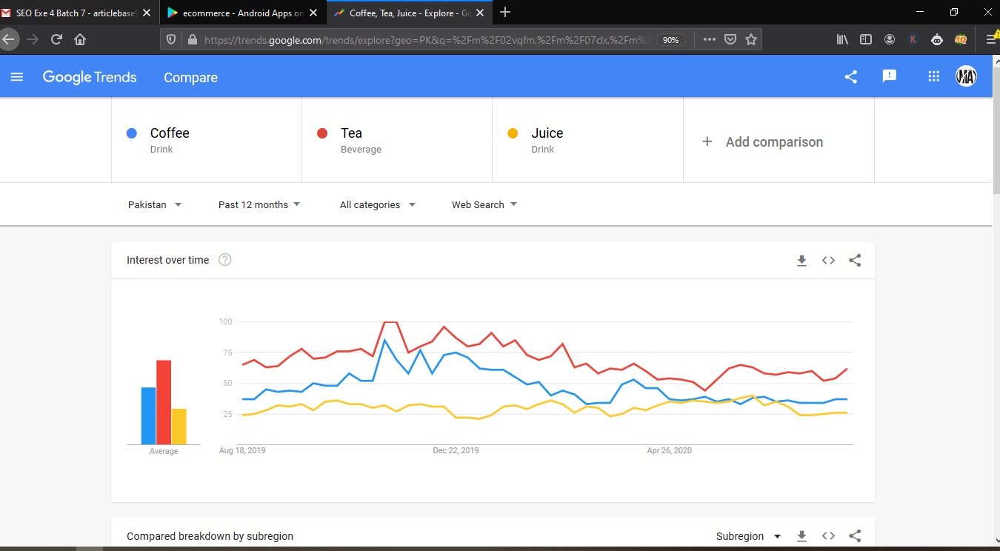 SEO Exe 4 Batch 7 - articlebase
ecommerce - Android Apps on
Coffee, Tea, Juice - Explore - Go
https://trends.google.com/trends/explore?geo=PK&q=%2Fm%2F02vqfm,%2Fm%2F07clx,%2Fm%2
90%
Google Trends
Compare
Coffee
Drink
Tea
Beverage
Juice
Drink
+ Add comparison
Pakistan
Past 12 months
All categories
Web Search
Interest over time
100
75
50
25
Average
Aug 18, 2019
Dec 22, 2019
Apr 26, 2020
Compared breakdown by subregion
Subregion